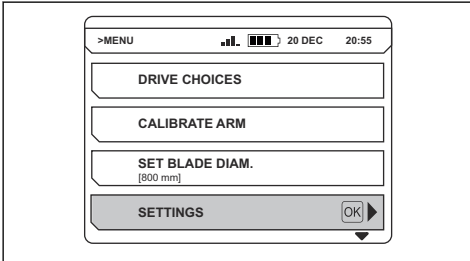 >MENU 20 DEC 20:55
DRIVE CHOICES
CALIBRATE ARM
SET BLADE DIAM.
[800 mm]
SETTINGS OK